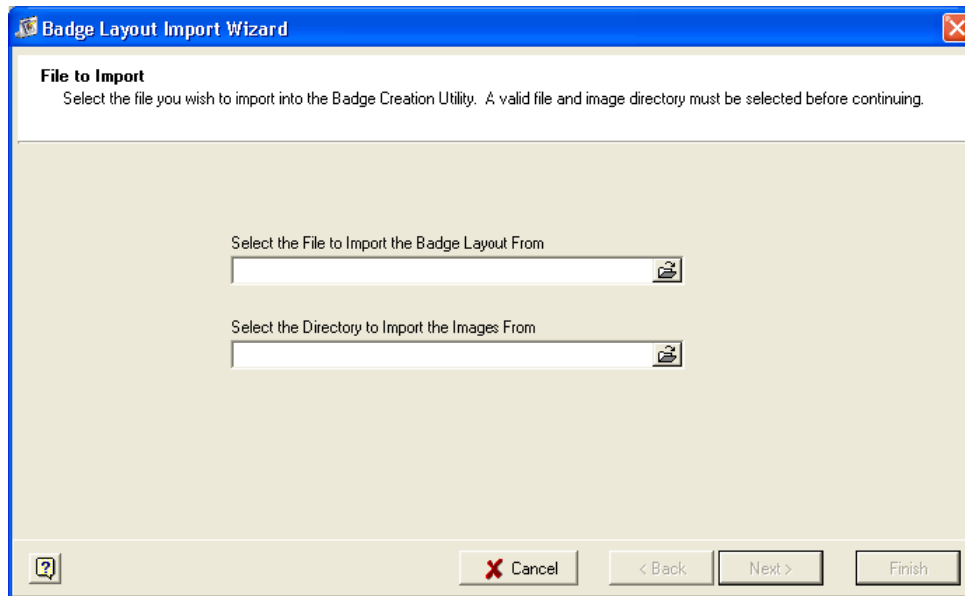 Badge Layout Import Wizard
File to Import
Select the file you wish to import into the Badge Creation Utility.  A valid file and image directory must be selected before continuing.
Select the File to Import the Badge Layout From
Select the Directory to Import the Images From
Cancel
< Back
Next >
Finish